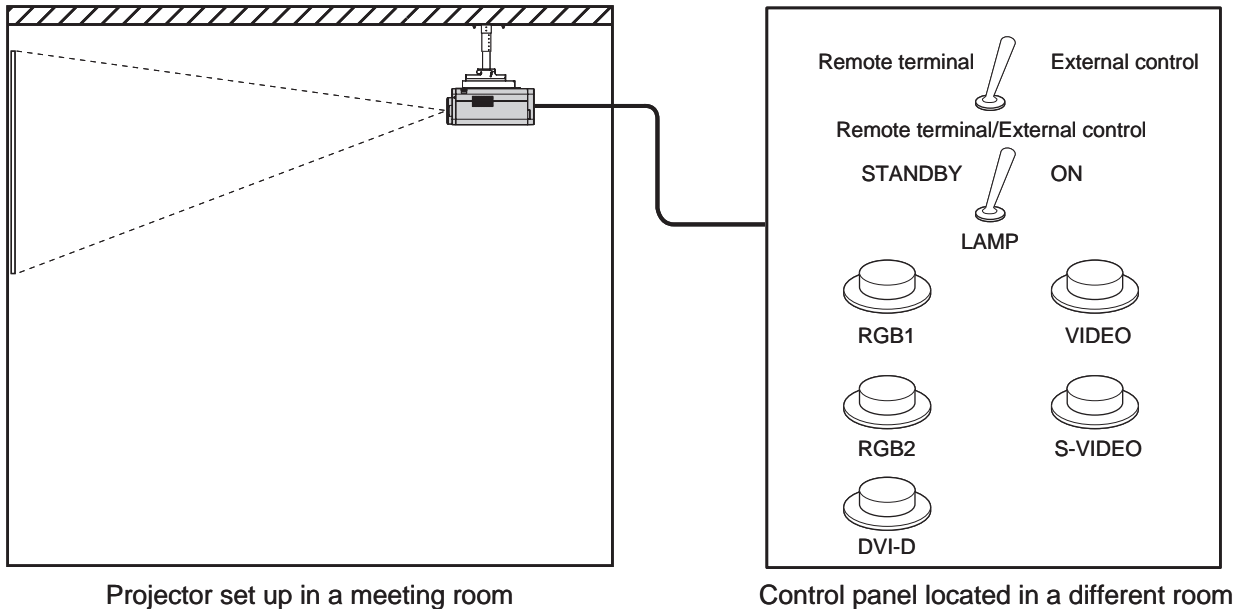 Remote terminal External control
Remote terminal/External control
STANDBY ON
LAMP
RGB1 VIDEO
RGB2 S-VIDEO
DVI-D
Projector set up in a meeting room
Control panel located in a different room